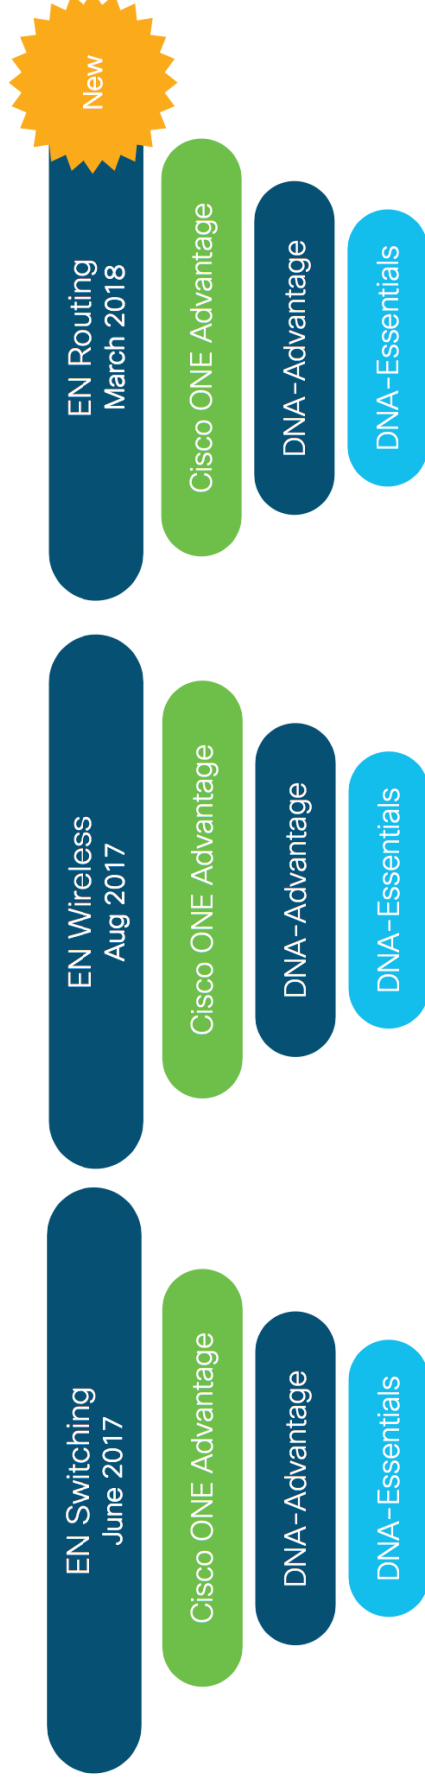 EN Switching
June 2017
Cisco ONE Advantage
DNA-Advantage
DNA-Essentials
EN Wireless
Aug 2017
Cisco ONE Advantage
DNA-Advantage
DNA-Essentials
New
EN Routing
March 2018
Cisco ONE Advantage
DNA-Advantage
DNA-Essentials